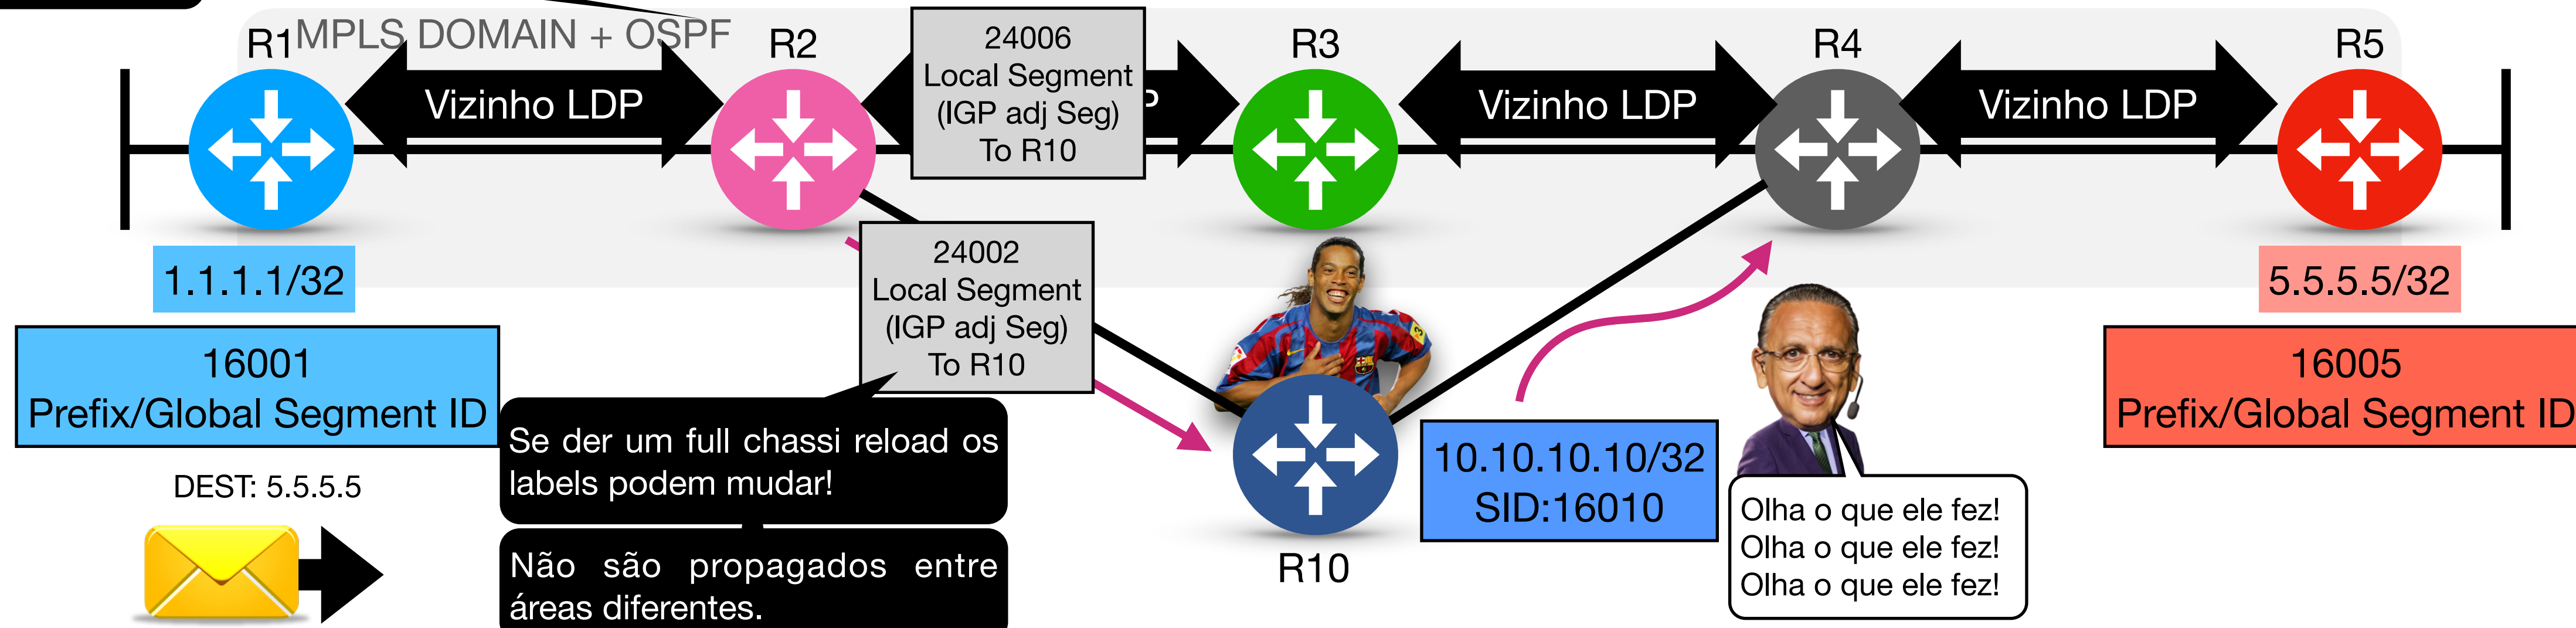 MPLS DOMAIN + OSPF
R1
R2
R3
R4
R5
Vizinho LDP
24006
Local Segment
(IGP adj Seg)
To R10
P
Vizinho LDP
Vizinho LDP
1.1.1.1/32
16001
Prefix/Global Segment ID
24002
Local Segment
(IGP adj Seg)
To R10
5.5.5.5/32
16005
Prefix/Global Segment ID
DEST: 5.5.5.5
Se der um full chassi reload os
labels podem mudar!
Não são propagados entre
áreas diferentes.
10.10.10.10/32
SID:16010
R10
Olha o que ele fez!
Olha o que ele fez!
Olha o que ele fez!